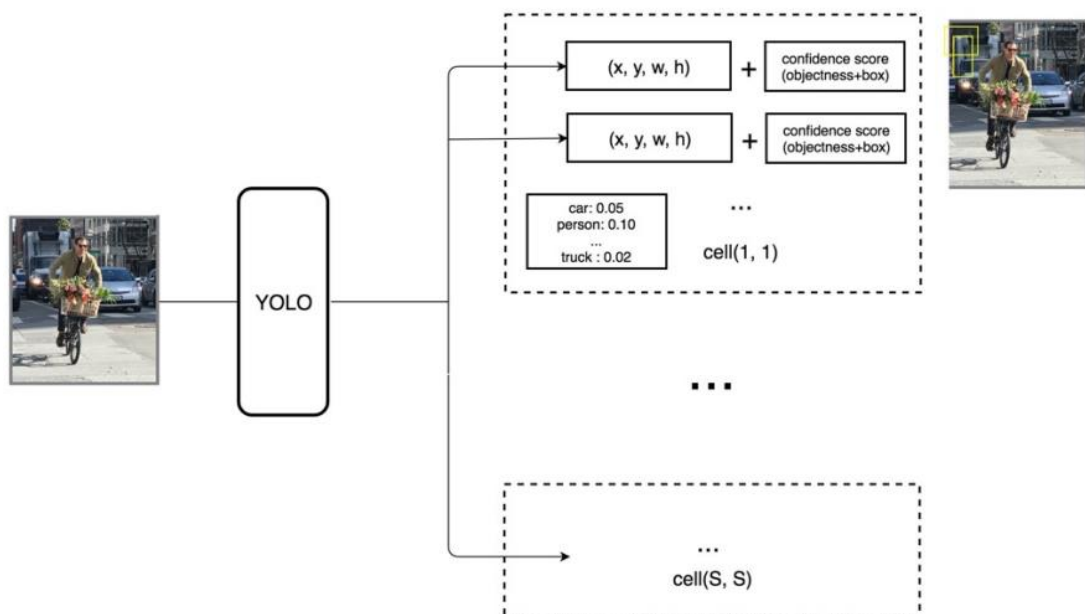 (x, y, w, h)
+
confidence score
(objectness+box)
(x, y, w, h)
+
confidence score
(objectness+box)
car: 0.05
person: 0.10
...
truck : 0.02
...
cell(1, 1)
YOLO
...
...
cell(S, S)